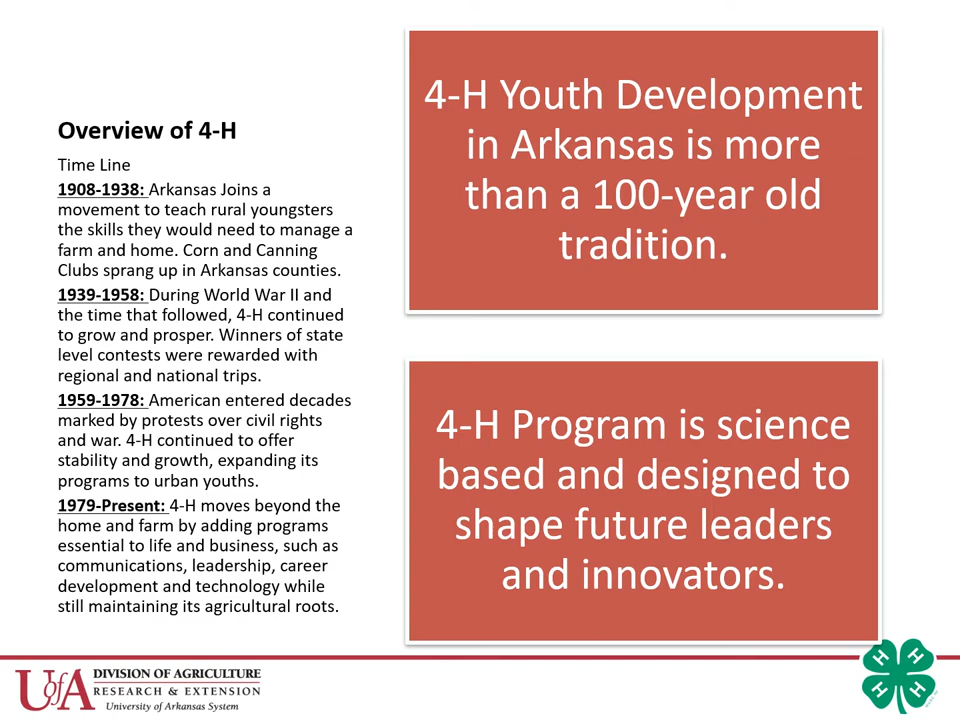 Overview of 4-H
Time Line
1908-1938: Arkansas Joins a
movement to teach rural youngsters
the skills they would need to manage a
farm and home. Corn and Canning
Clubs sprang up in Arkansas counties.
1939-1958: During World War II and
the time that followed, 4-H continued
to grow and prosper. Winners of state
level contests were rewarded with
regional and national trips.
1959-1978: American entered decades
marked by protests over civil rights
and war. 4-H continued to offer
stability and growth, expanding its
programs to urban youths.
1979-Present: 4-H moves beyond the
home and farm by adding programs
essential to life and business, such as
communications, leadership, career
development and technology while
still maintaining its agricultural roots.
4-H Youth Development
in Arkansas is more
than a 100-year old
tradition.
4-H Program is science
based and designed to
shape future leaders
and innovators.
UofA
DIVISION OF AGRICULTURE
RESEARCH & EXTENSION
University of Arkansas System
H H
H H